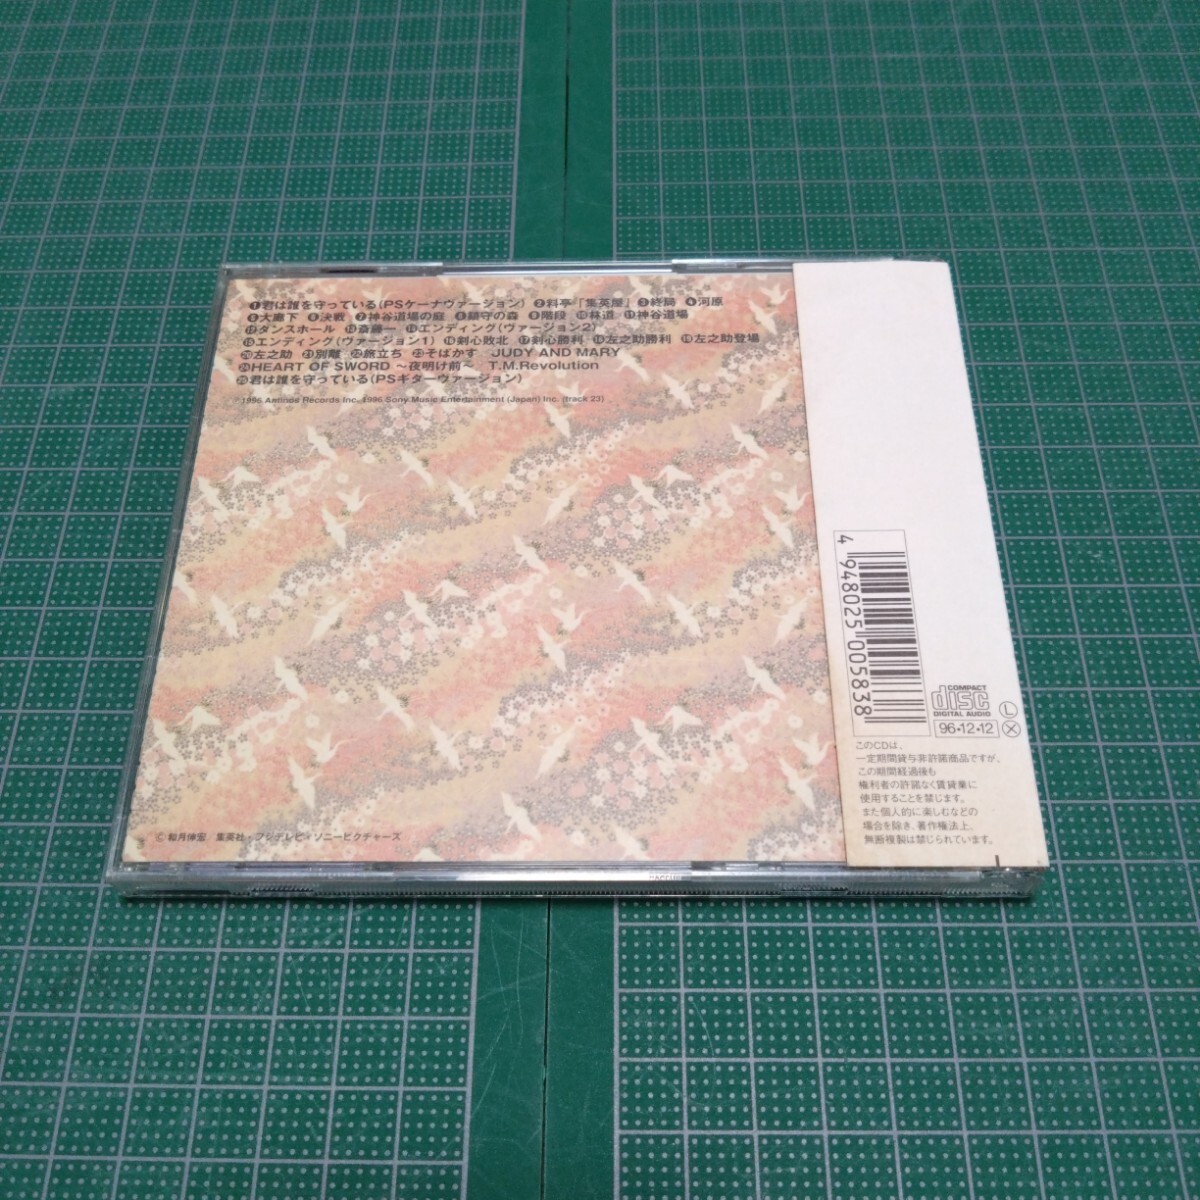 ❶君は誰を守っている(PSケーナヴァージョン) ❷料亭「集英屋」 ❸終焉 ❹河原
❺大廊下 ❻決戦 ❼神谷道場の庭 ❽鎮守の森 ❾階段 ❿林道 ⓫神谷道場
⓬ダンスホール ⓭斎藤一 ⓮エンディング(ヴァージョン2)
⓯エンディング(ヴァージョン1) ⓰剣心敗北 ⓱剣心勝利 ⓲左之助勝利 ⓳左之助登場
⓴左之助 ㉑別離 ㉒旅立ち ㉓そばかす JUDY AND MARY
㉔HEART OF SWORD 〜夜明け前〜 T.M.Revolution
㉕君は誰を守っている(PSギターヴァージョン)
℗1996 Antinos Records Inc. 1996 Sony Music Entertainment (Japan) Inc. (track 23)
© 和月伸宏 集英社・フジテレビ・ソニーピクチャーズ
4 948025 005838
COMPACT
disc
DIGITAL AUDIO
96・12・12
Ⓛ
Ⓧ
このCDは、
一定期間貸与非許諾商品ですが、
この期間経過後も
権利者の許諾なく賃貸業に
使用することを禁じます。
また個人的に楽しむなどの
場合を除き、著作権法上、
無断複製は禁じられています。